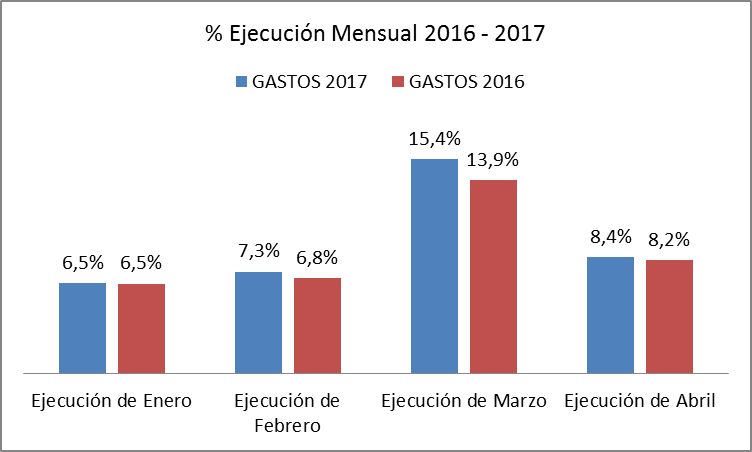 % Ejecución Mensual 2016 - 2017
GASTOS 2017 GASTOS 2016
15,4%
13,9%
8,4% 8,2%
7,3% 6,8%
6,5% 6,5%
Ejecución de Enero Ejecución de Febrero Ejecución de Marzo Ejecución de Abril